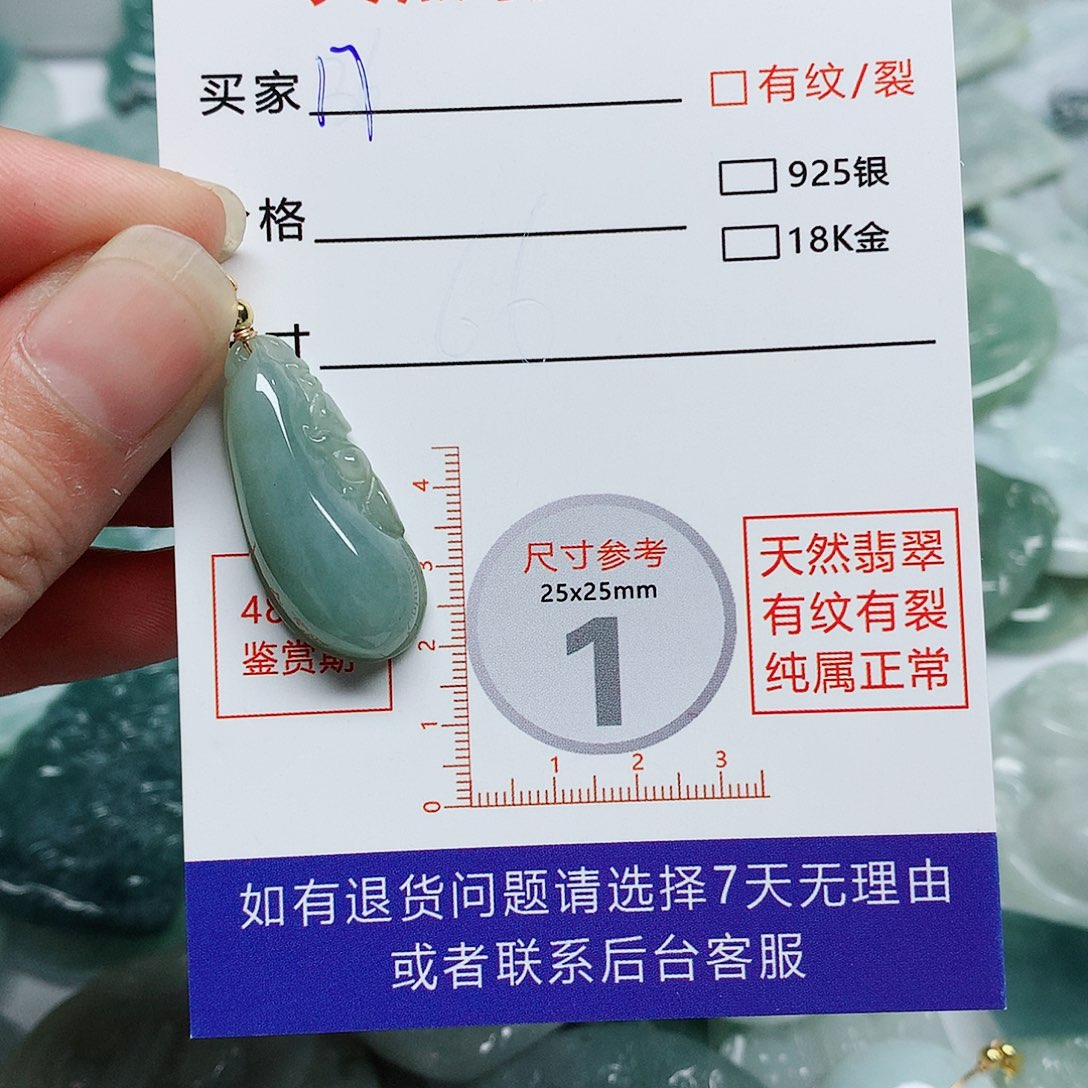 买家
有纹/裂
925银
格
18K金
寸
4
3
2
1
0
1 2 3
尺寸参考
25x25mm
1
48
鉴赏期
天然翡翠
有纹有裂
纯属正常
如有退货问题请选择7天无理由
或者联系后台客服